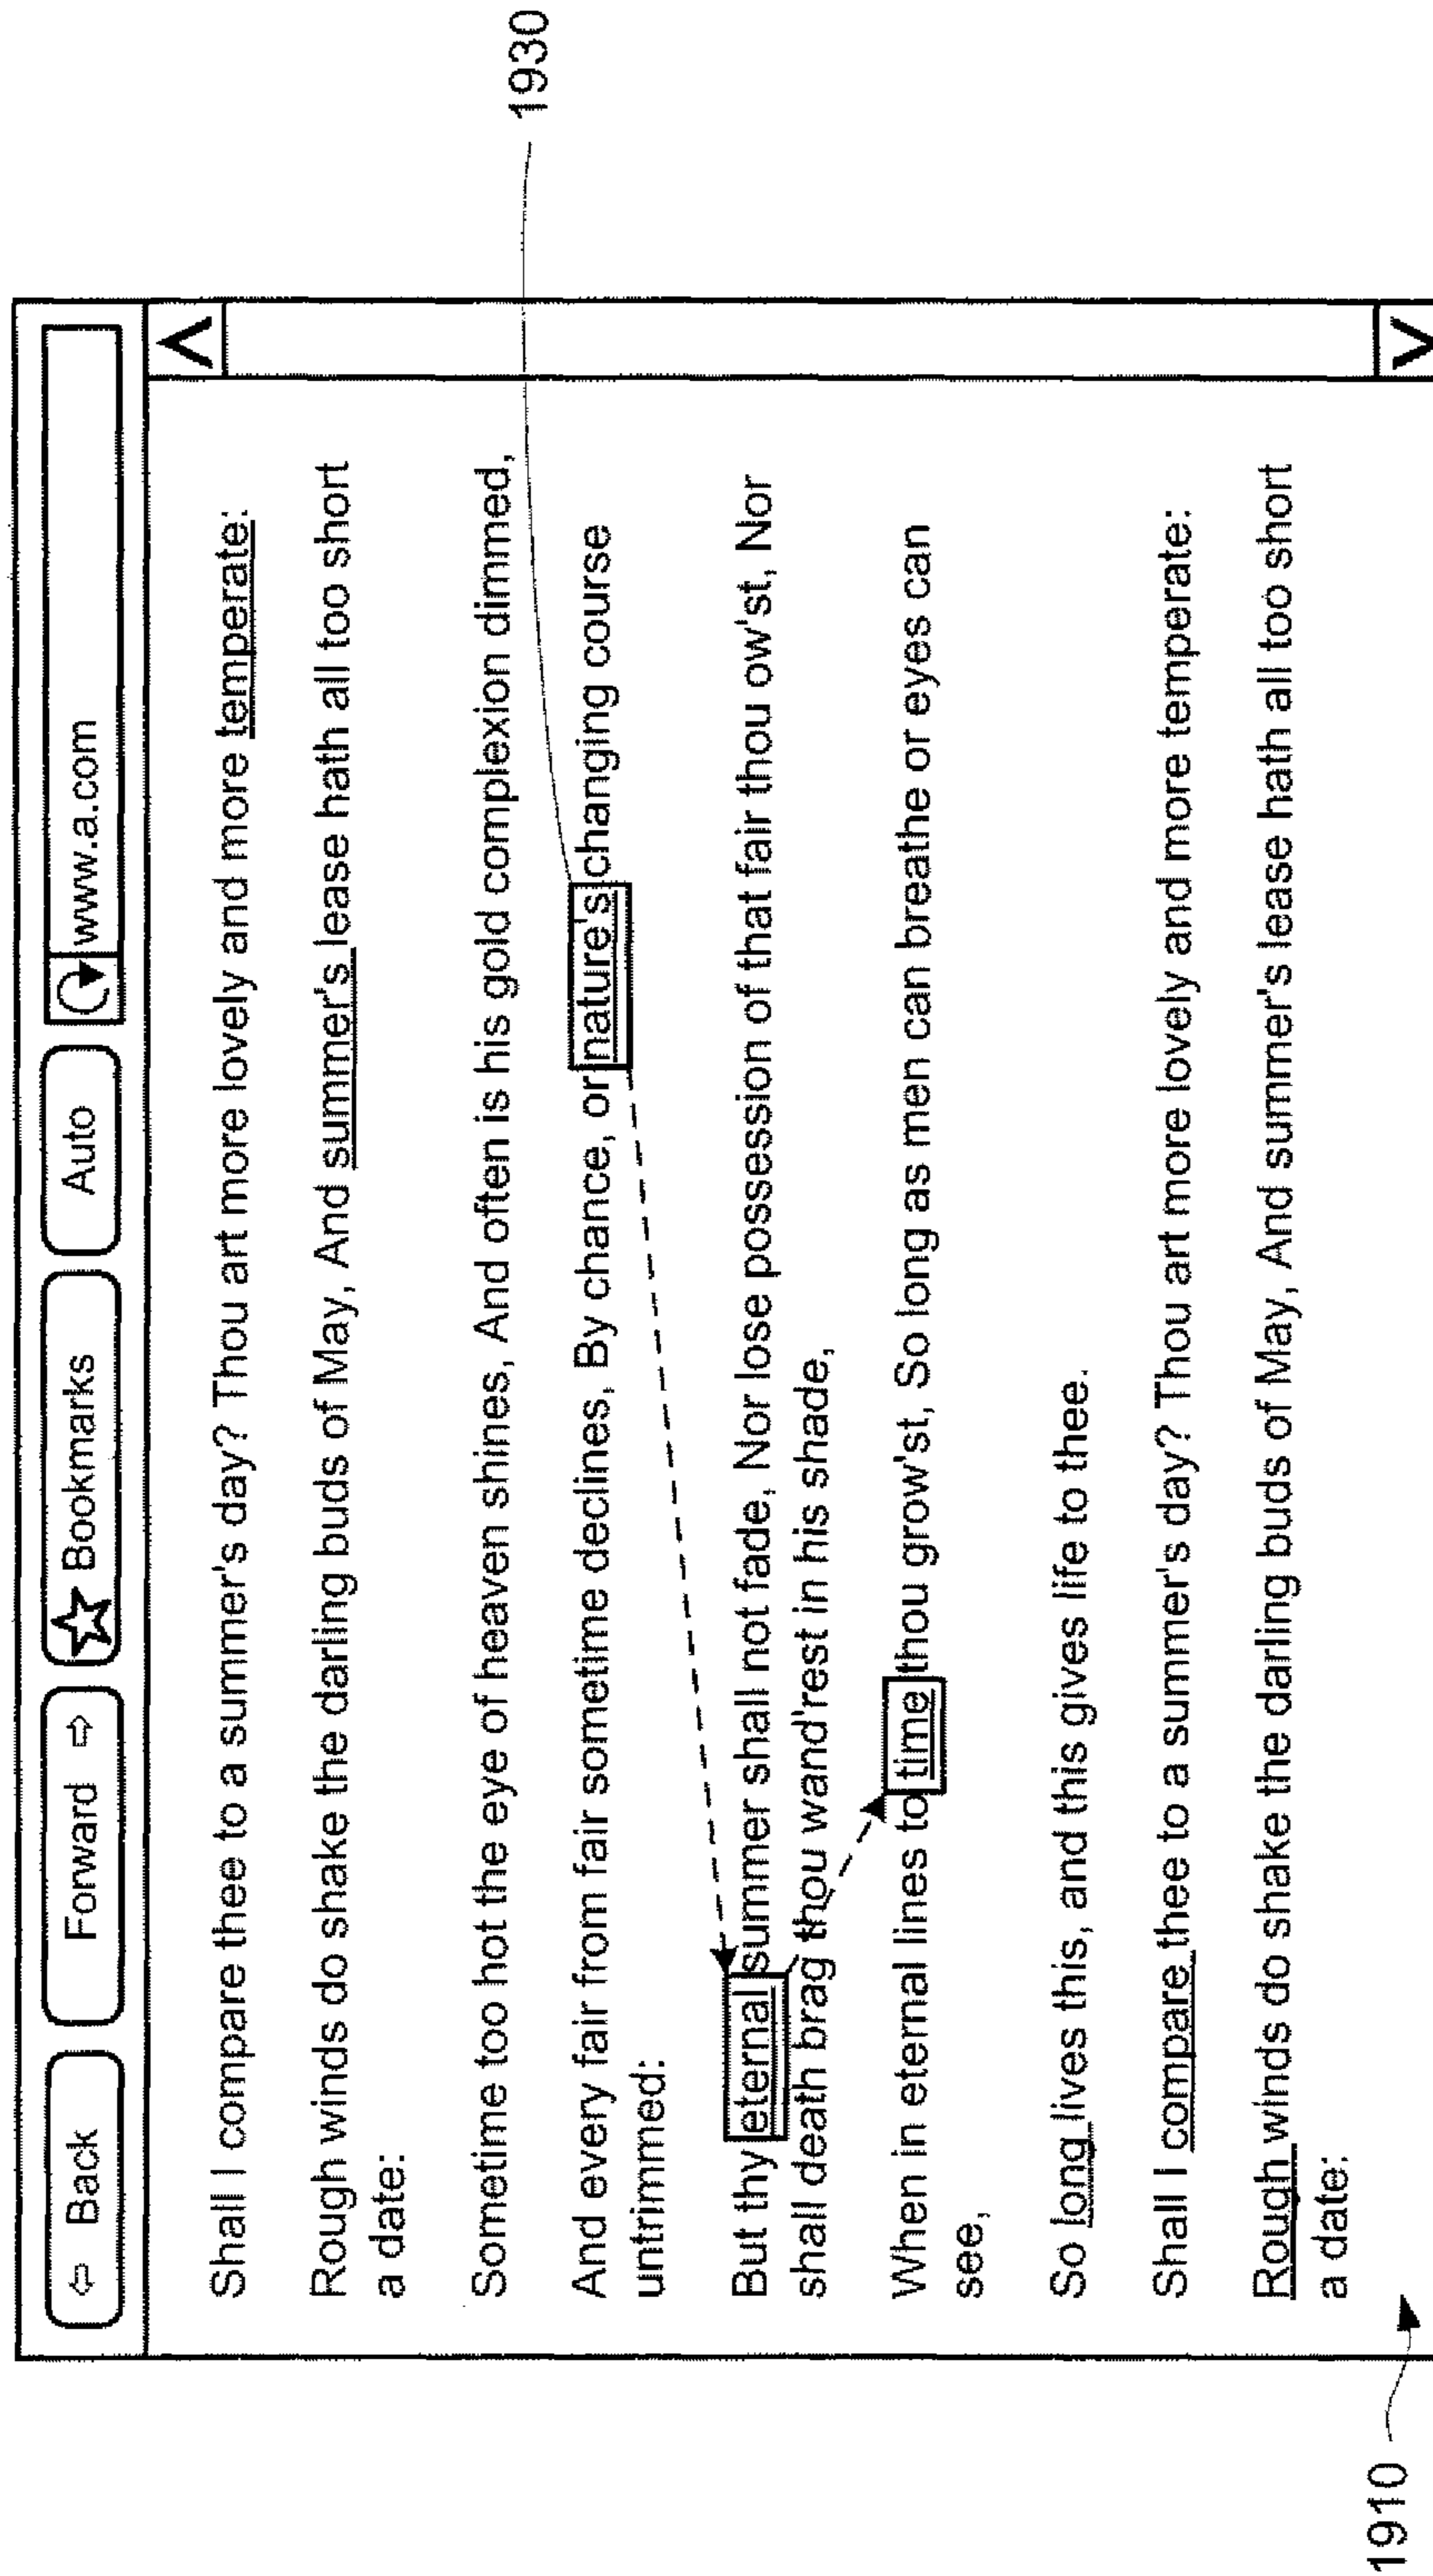 ⇦ Back Forward ⇨ ☆ Bookmarks Auto www.a.com
Shall I compare thee to a summer's day? Thou art more lovely and more temperate:
Rough winds do shake the darling buds of May, And summer's lease hath all too short
a date:
Sometime too hot the eye of heaven shines, And often is his gold complexion dimmed,
And every fair from fair sometime declines, By chance, or nature's changing course
untrimmed:
But thy eternal summer shall not fade, Nor lose possession of that fair thou ow'st, Nor
shall death brag thou wand'rest in his shade,
When in eternal lines to time thou grow'st, So long as men can breathe or eyes can
see,
So long lives this, and this gives life to thee.
Shall I compare thee to a summer's day? Thou art more lovely and more temperate:
Rough winds do shake the darling buds of May, And summer's lease hath all too short
a date:
1930
1910